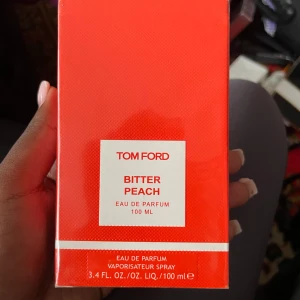 TOM FORD
BITTER
PEACH
EAU DE PARFUM
100 ML
EAU DE PARFUM
VAPORISATEUR SPRAY
3.4 FL. OZ./OZ. LIQ./100 ml ℮